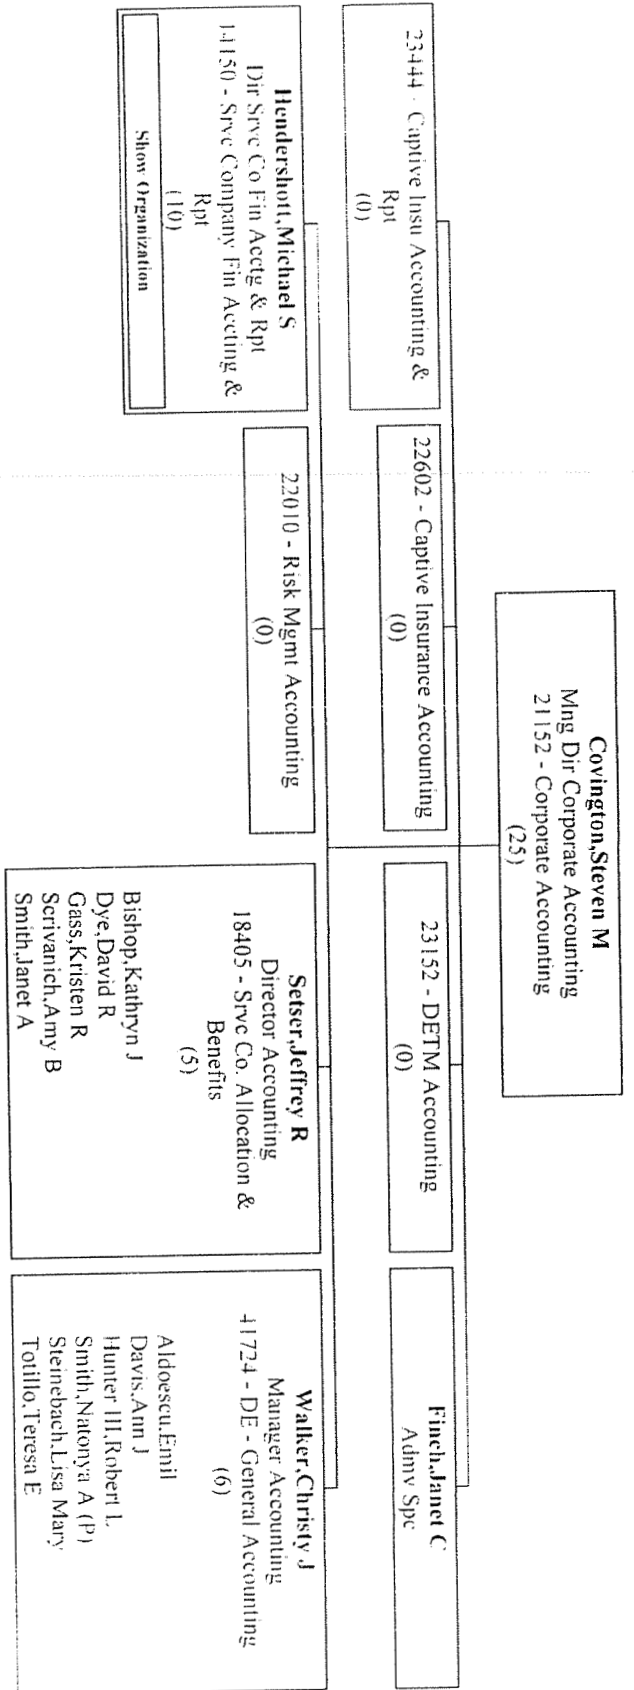 Covington,Steven M
Mng Dir Corporate Accounting
21152 - Corporate Accounting
(25)
23444 - Captive Insu Accounting &
Rpt
(0)
22602 - Captive Insurance Accounting
(0)
23152 - DETM Accounting
(0)
Finch,Janet C
Admv Spc
Hendershott,Michael S
Dir Srvc Co Fin Acctg & Rpt
14150 - Srvc Company Fin Accting &
Rpt
(10)
Show Organization
22010 - Risk Mgmt Accounting
(0)
Setser,Jeffrey R
Director Accounting
18405 - Srvc Co. Allocation &
Benefits
(5)
Bishop,Kathryn J
Dye,David R
Gass,Kristen R
Scrivanich,Amy B
Smith,Janet A
Walker,Christy J
Manager Accounting
41724 - DE - General Accounting
(6)
Aldoescu,Emil
Davis,Ann J
Hunter III,Robert L
Smith,Natonya A (P)
Steinebach,Lisa Mary
Totillo,Teresa E